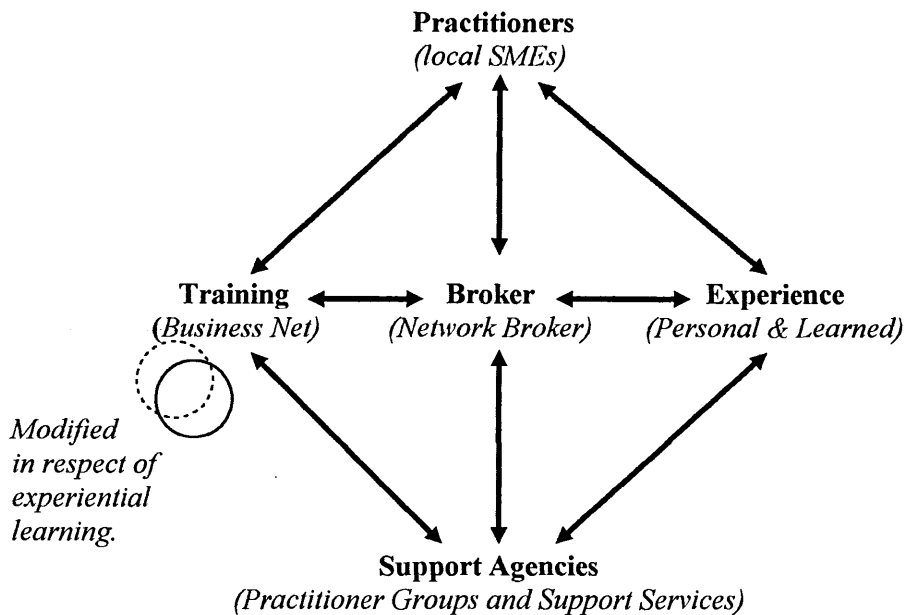 Practitioners
(local SMEs)
Training
(Business Net)
Broker
(Network Broker)
Experience
(Personal & Learned)
Modified
in respect of
experiential
learning.
Support Agencies
(Practitioner Groups and Support Services)